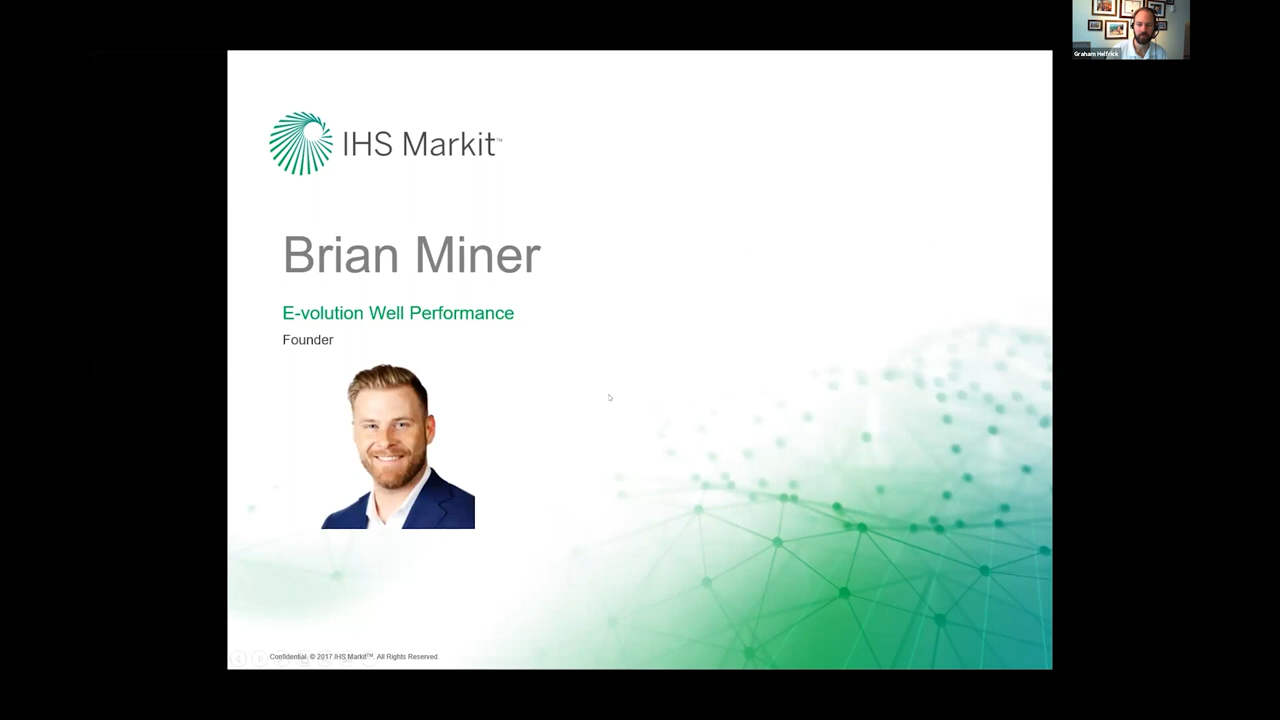 Graham Helfrick
IHS Markit™
Brian Miner
E-volution Well Performance
Founder
Confidential. © 2017 IHS Markit™. All Rights Reserved.